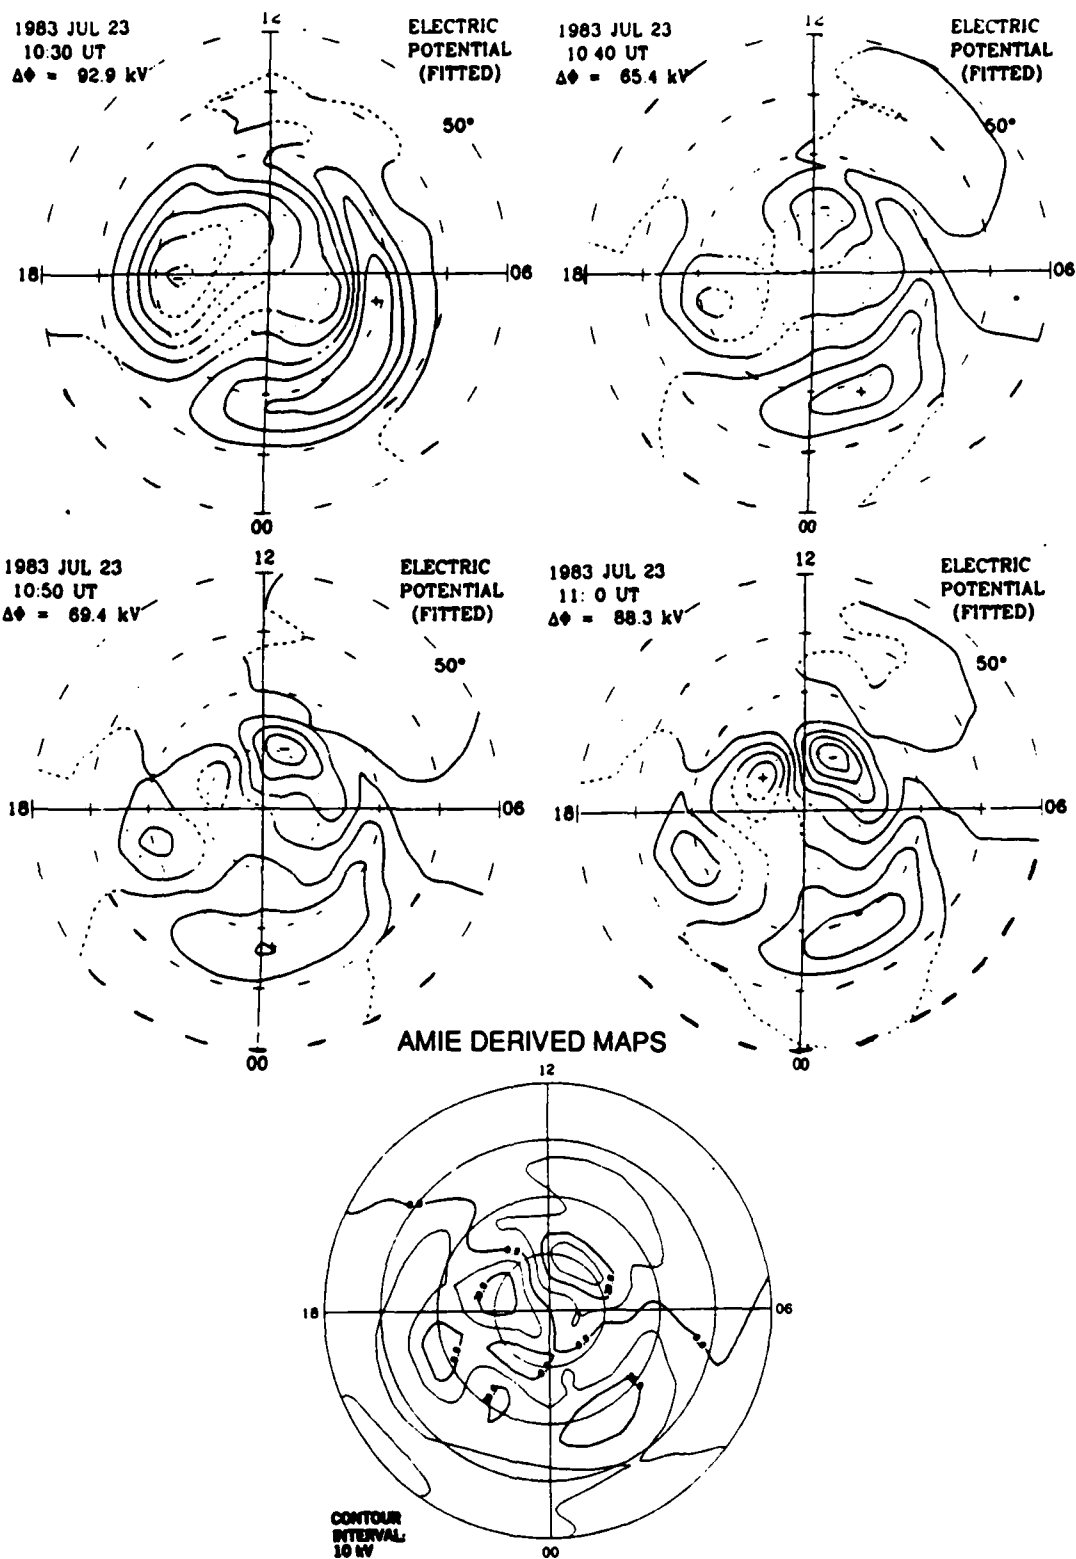 1983 JUL 23
10:30 UT
ΔΦ = 92.9 kV
12
ELECTRIC
POTENTIAL
(FITTED)
50°
18
06
00
1983 JUL 23
10 40 UT
ΔΦ = 65.4 kV
12
ELECTRIC
POTENTIAL
(FITTED)
60°
18
06
00
1983 JUL 23
10:50 UT
ΔΦ = 69.4 kV
12
ELECTRIC
POTENTIAL
(FITTED)
50°
18
06
00
1983 JUL 23
11: 0 UT
ΔΦ = 88.3 kV
12
ELECTRIC
POTENTIAL
(FITTED)
50°
18
06
00
AMIE DERIVED MAPS
12
18
06
00
CONTOUR
INTERVAL:
10 kV